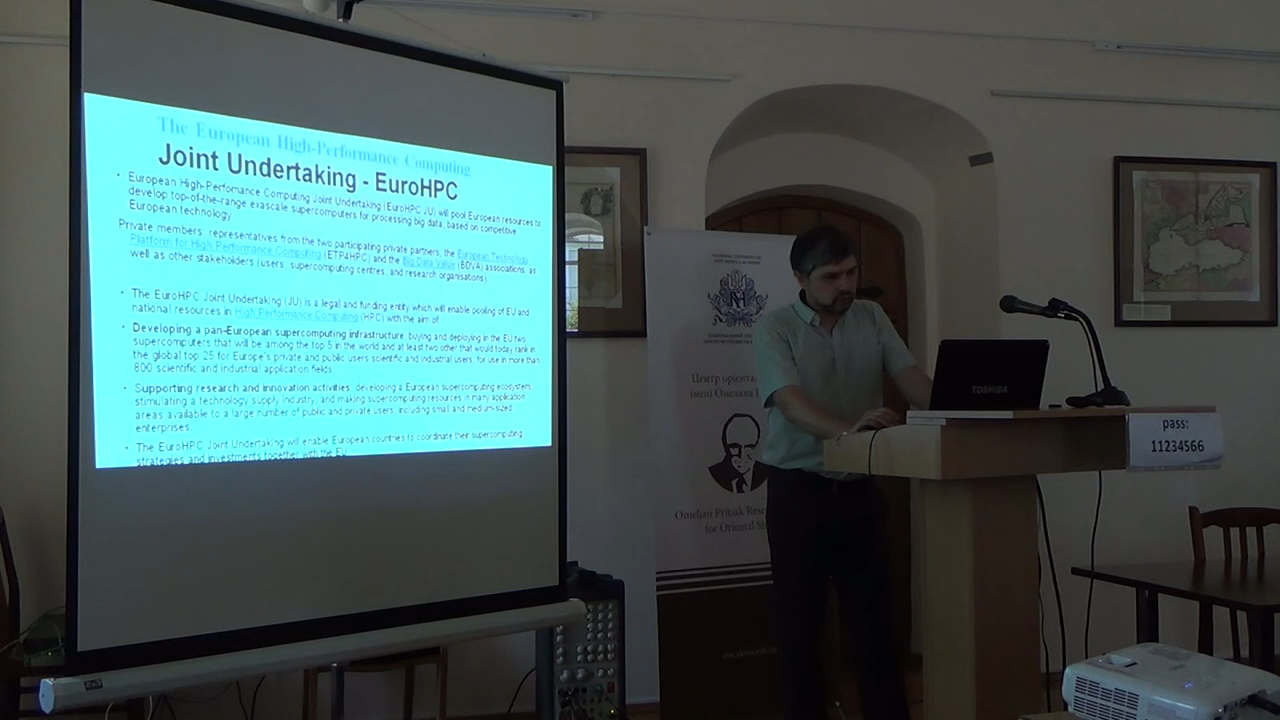 The European High-Performance Computing
Joint Undertaking - EuroHPC
• European High-Perfomance Computing Joint Undertaking (EuroHPC JU) will pool European resources to
develop top-of-the-range exascale supercomputers for processing big data, based on competitive
European technology
Private members: representatives from the two participating private partners, the European Technology
Platform for High Performance Computing (ETP4HPC) and the Big Data Value (BDVA) associations, as
well as other stakeholders (users, supercomputing centres, and research organisations).
• The EuroHPC Joint Undertaking (JU) is a legal and funding entity which will enable pooling of EU and
national resources in High Performance Computing (HPC) with the aim of:
• Developing a pan-European supercomputing infrastructure: buying and deploying in the EU two
supercomputers that will be among the top 5 in the world and at least two other that would today rank in
the global top 25 for Europe's private and public users scientific and industrial users, for use in more than
800 scientific and industrial application fields.
• Supporting research and innovation activities: developing a European supercomputing ecosystem,
stimulating a technology supply industry, and making supercomputing resources in many application
areas available to a large number of public and private users, including small and medium-sized
enterprises.
• The EuroHPC Joint Undertaking will enable European countries to coordinate their supercomputing
strategies and investments together with the EU
Центр орієнта
імені Омеляна
Omeljan Pritsak Rese
for Oriental St
TOSHIBA
pass:
11234566